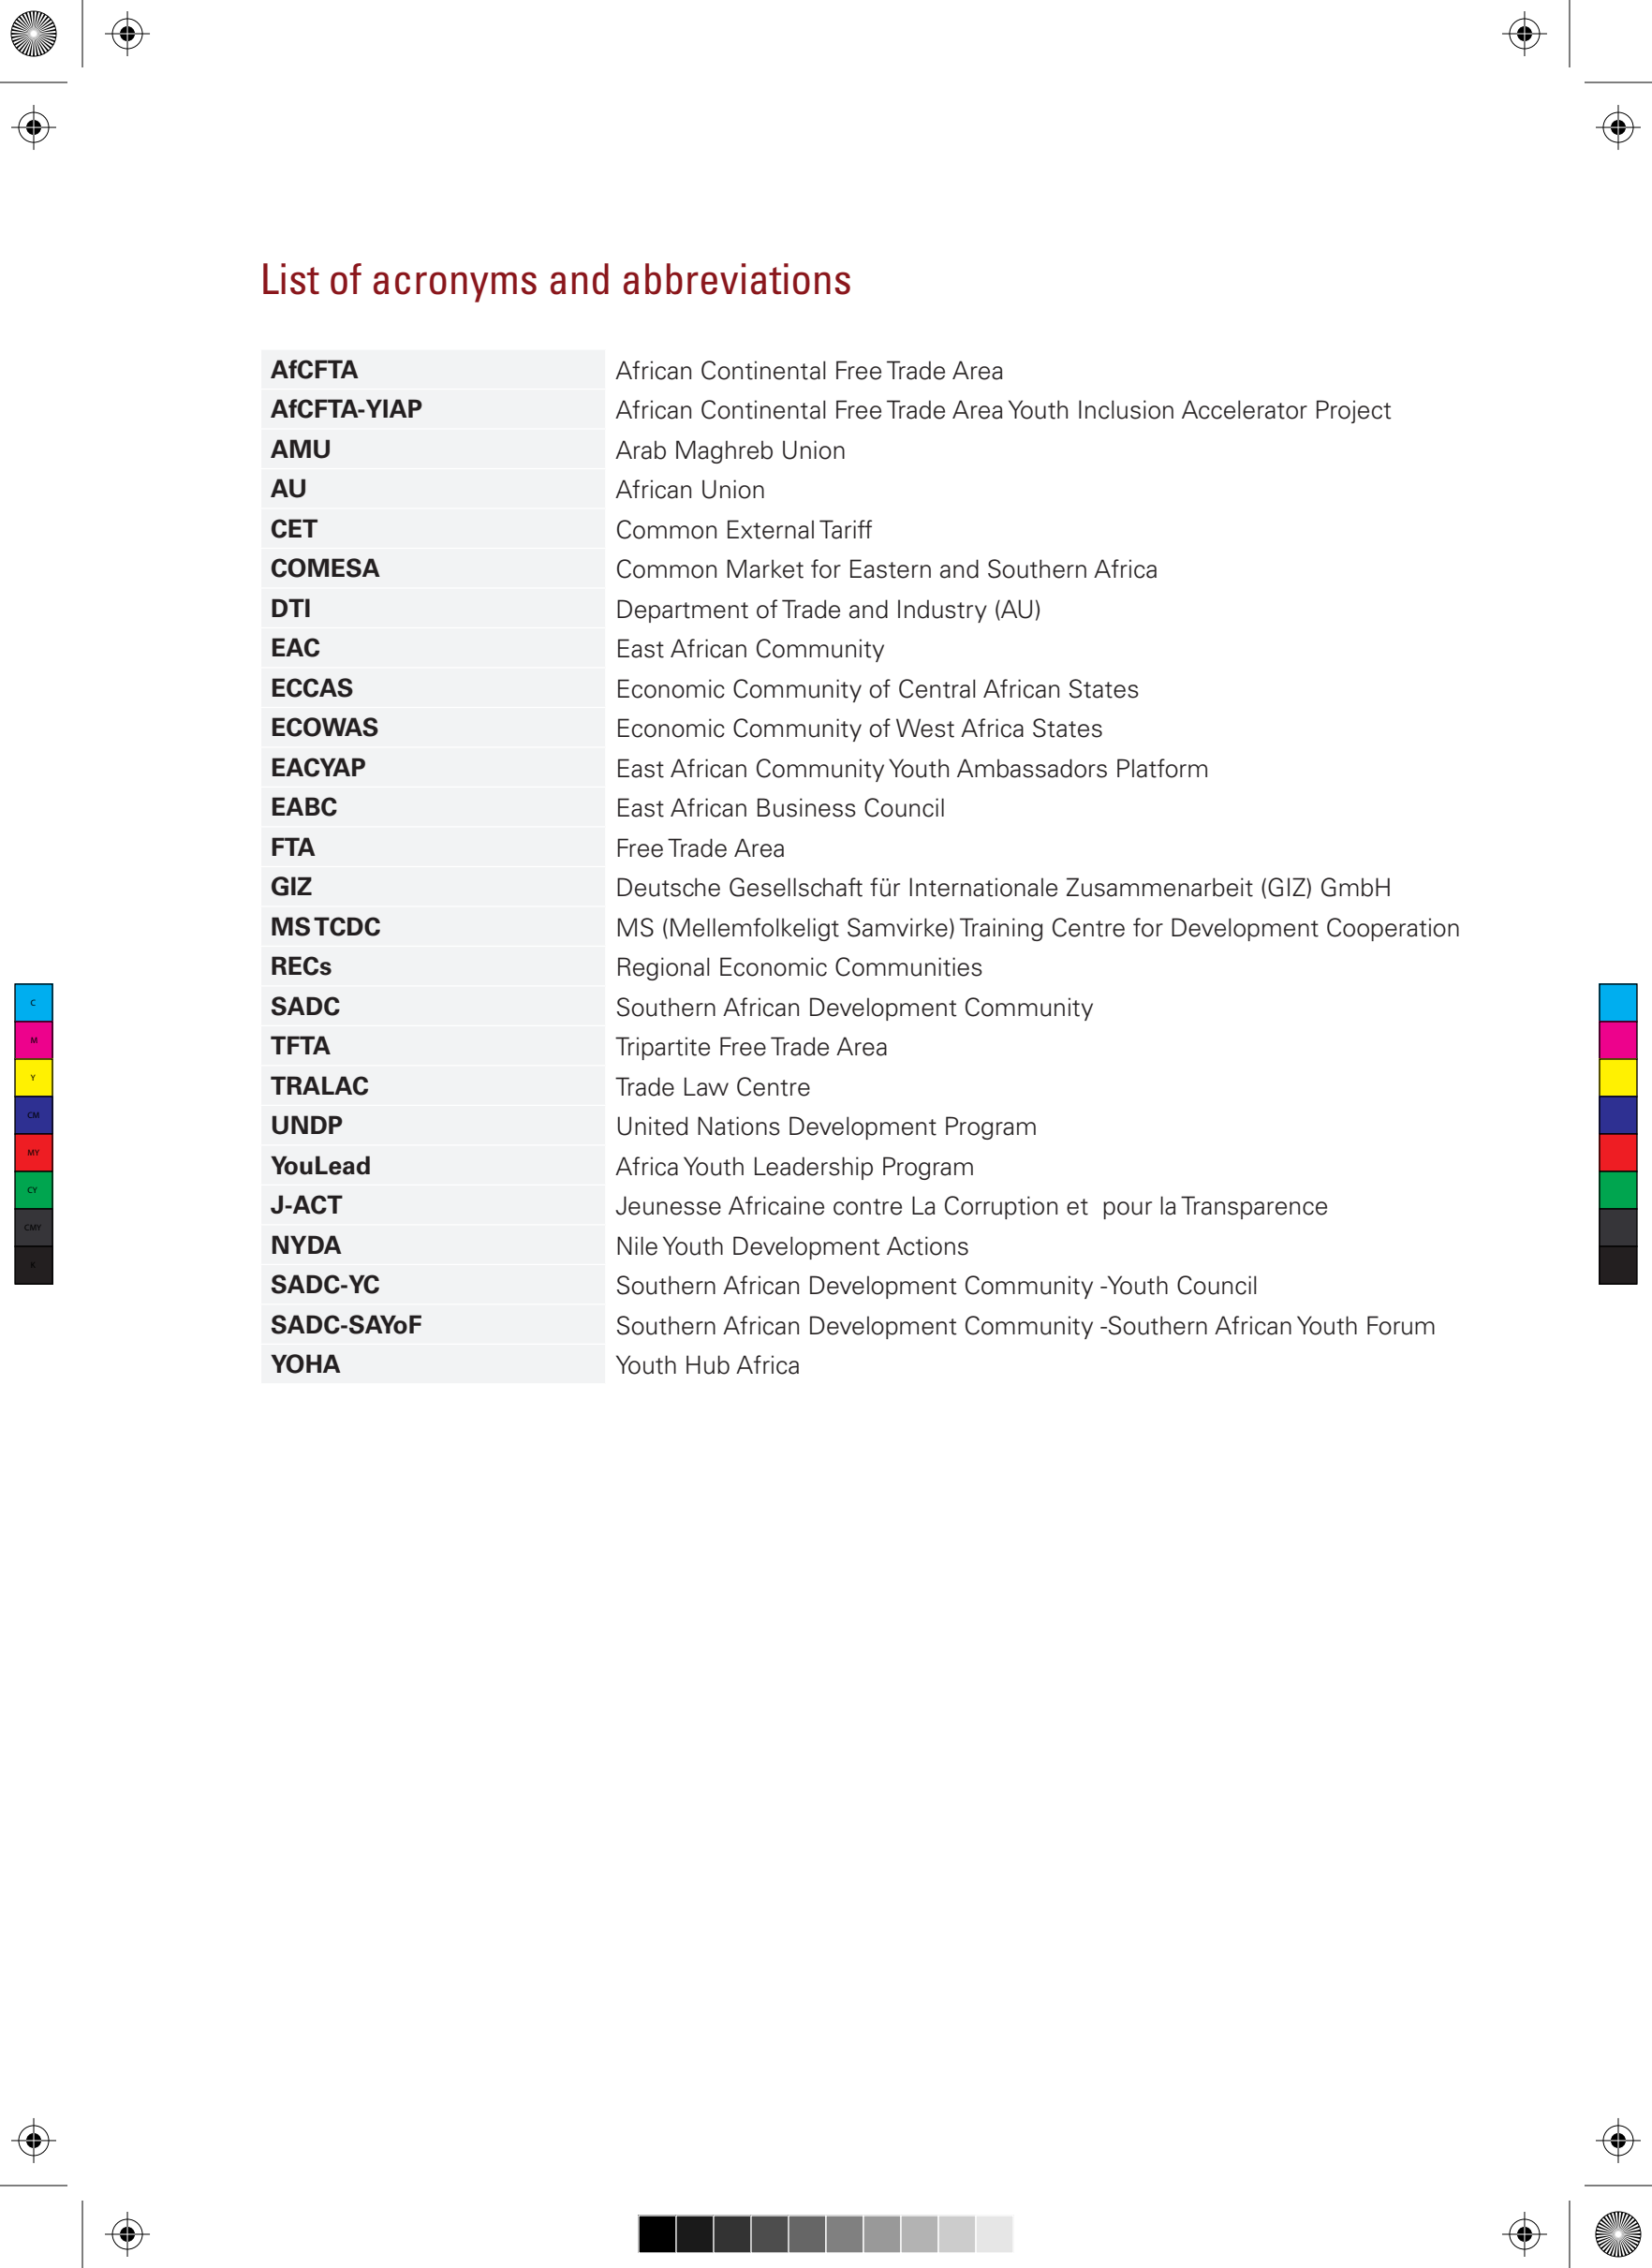 List of acronyms and abbreviations
AfCFTA African Continental Free Trade Area
AfCFTA-YIAP African Continental Free Trade Area Youth Inclusion Accelerator Project
AMU Arab Maghreb Union
AU African Union
CET Common External Tariff
COMESA Common Market for Eastern and Southern Africa
DTI Department of Trade and Industry (AU)
EAC East African Community
ECCAS Economic Community of Central African States
ECOWAS Economic Community of West Africa States
EACYAP East African Community Youth Ambassadors Platform
EABC East African Business Council
FTA Free Trade Area
GIZ Deutsche Gesellschaft für Internationale Zusammenarbeit (GIZ) GmbH
MS TCDC MS (Mellemfolkeligt Samvirke) Training Centre for Development Cooperation
RECs Regional Economic Communities
SADC Southern African Development Community
TFTA Tripartite Free Trade Area
TRALAC Trade Law Centre
UNDP United Nations Development Program
YouLead Africa Youth Leadership Program
J-ACT Jeunesse Africaine contre La Corruption et pour la Transparence
NYDA Nile Youth Development Actions
SADC-YC Southern African Development Community -Youth Council
SADC-SAYoF Southern African Development Community -Southern African Youth Forum
YOHA Youth Hub Africa
C
M
Y
CM
MY
CY
CMY
K